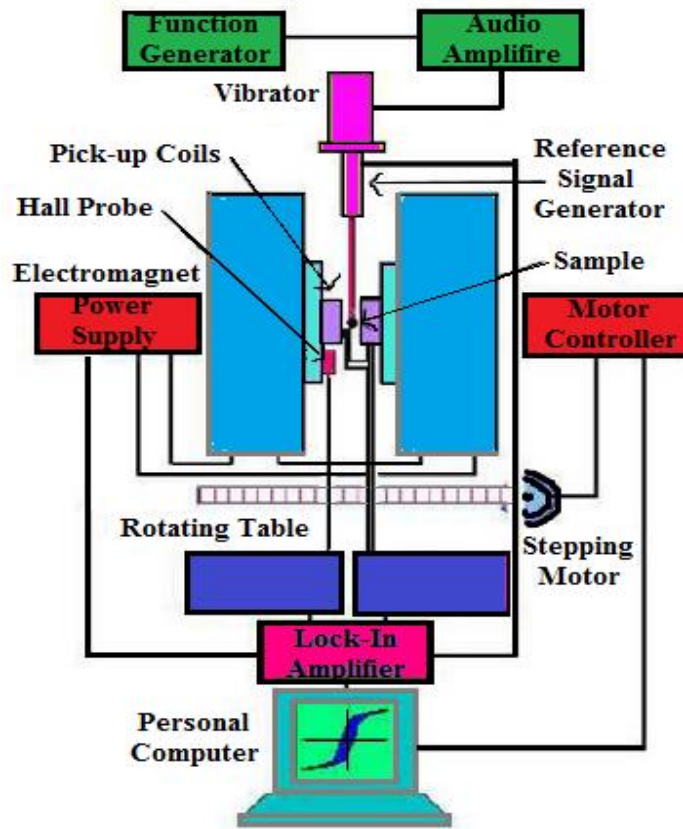 Function
Generator
Audio
Amplifire
Vibrator
Pick-up Coils
Reference
Signal
Generator
Hall Probe
Electromagnet
Sample
Power
Supply
Motor
Controller
Rotating Table
Stepping
Motor
Lock-In
Amplifier
Personal
Computer